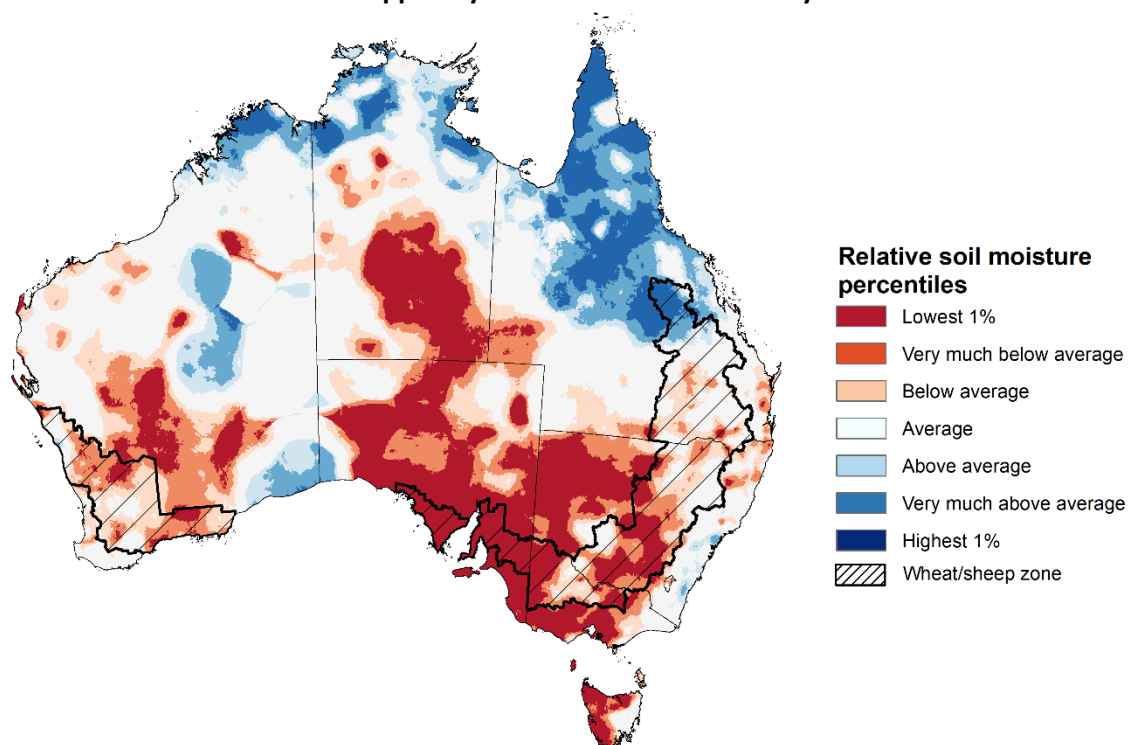 Relative soil moisture
percentiles
Lowest 1%
Very much below average
Below average
Average
Above average
Very much above average
Highest 1%
Wheat/sheep zone